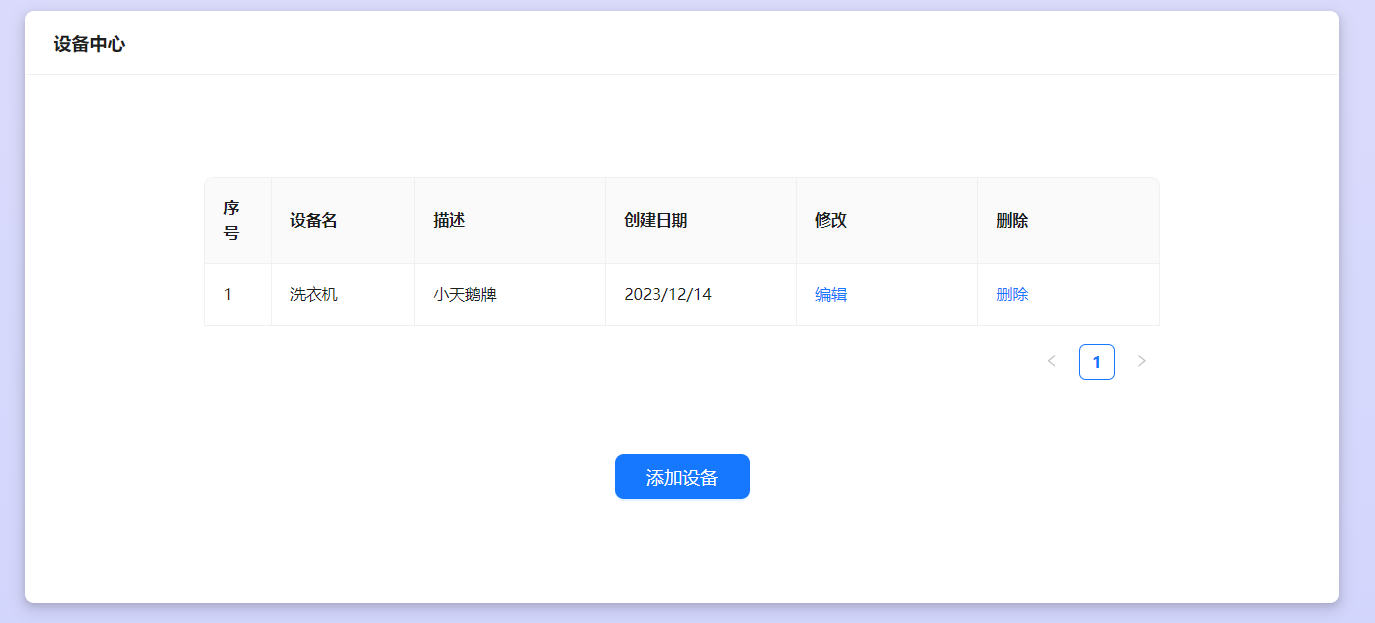 设备中心
序
号
设备名
描述
创建日期
修改
删除
1
洗衣机
小天鹅牌
2023/12/14
编辑
删除
1
添加设备